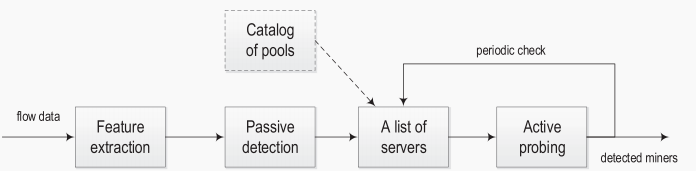 Catalog
of pools
periodic check
flow data
Feature
extraction
Passive
detection
A list of
servers
Active
probing
detected miners